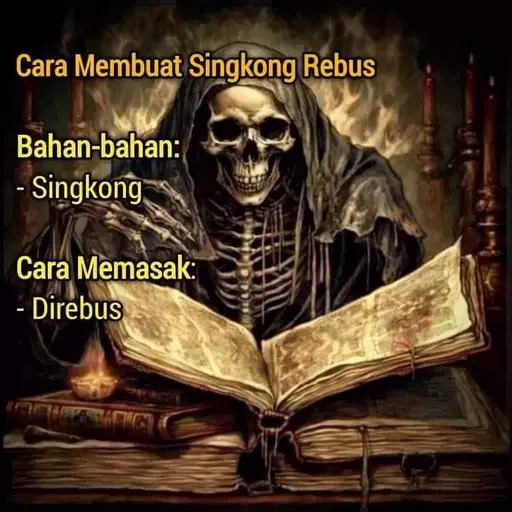 Cara Membuat Singkong Rebus
Bahan-bahan:
- Singkong
Cara Memasak:
- Direbus